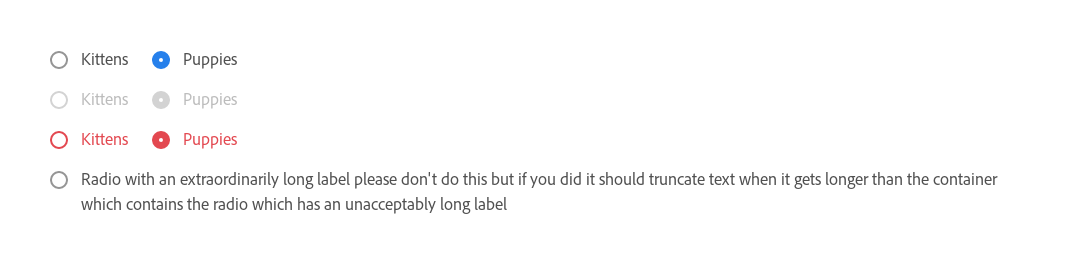 Kittens Puppies
Kittens Puppies
Kittens Puppies
Radio with an extraordinarily long label please don't do this but if you did it should truncate text when it gets longer than the container
which contains the radio which has an unacceptably long label